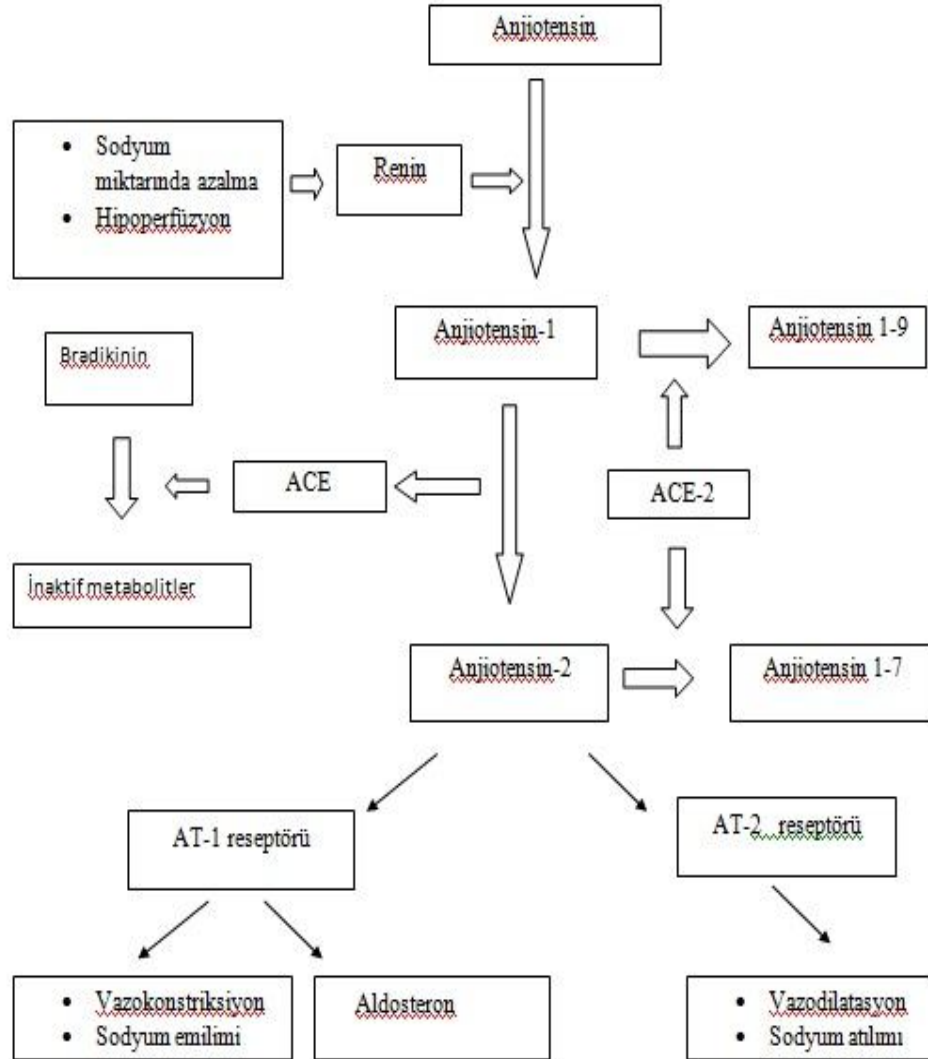 Anjiotensin
• Sodyum
miktarında azalma
• Hipoperfüzyon
Renin
Anjiotensin-1
Anjiotensin 1-9
Bradikinin
ACE
ACE-2
İnaktif metabolitler
Anjiotensin-2
Anjiotensin 1-7
AT-1 reseptörü
AT-2 reseptörü
• Vazokonstriksiyon
• Sodyum emilimi
Aldosteron
• Vazodilatasyon
• Sodyum atılımı